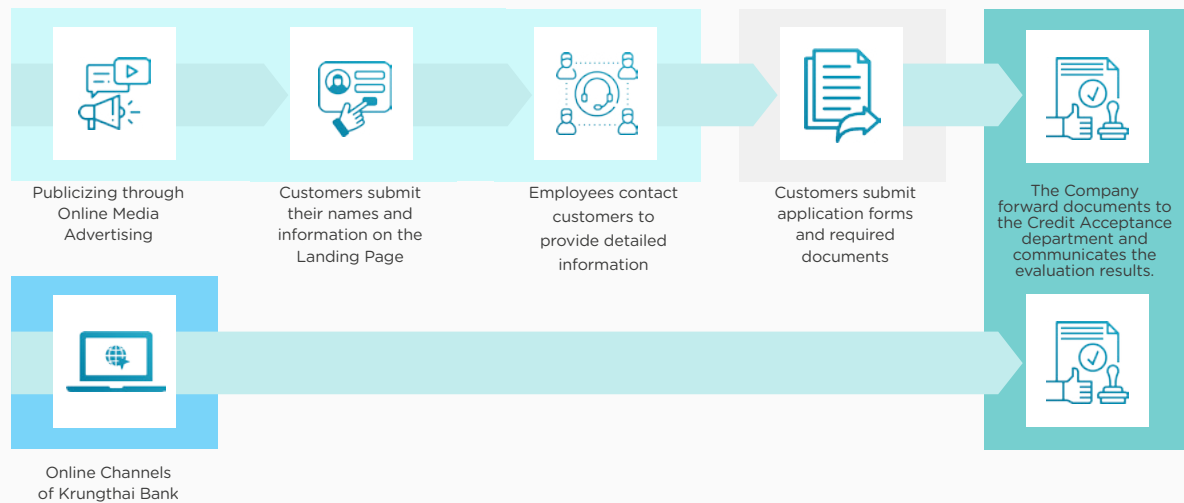 Publicizing through
Online Media
Advertising
Customers submit
their names and
information on the
Landing Page
Employees contact
customers to
provide detailed
information
Customers submit
application forms
and required
documents
The Company
forward documents to
the Credit Acceptance
department and
communicates the
evaluation results.
Online Channels
of Krungthai Bank